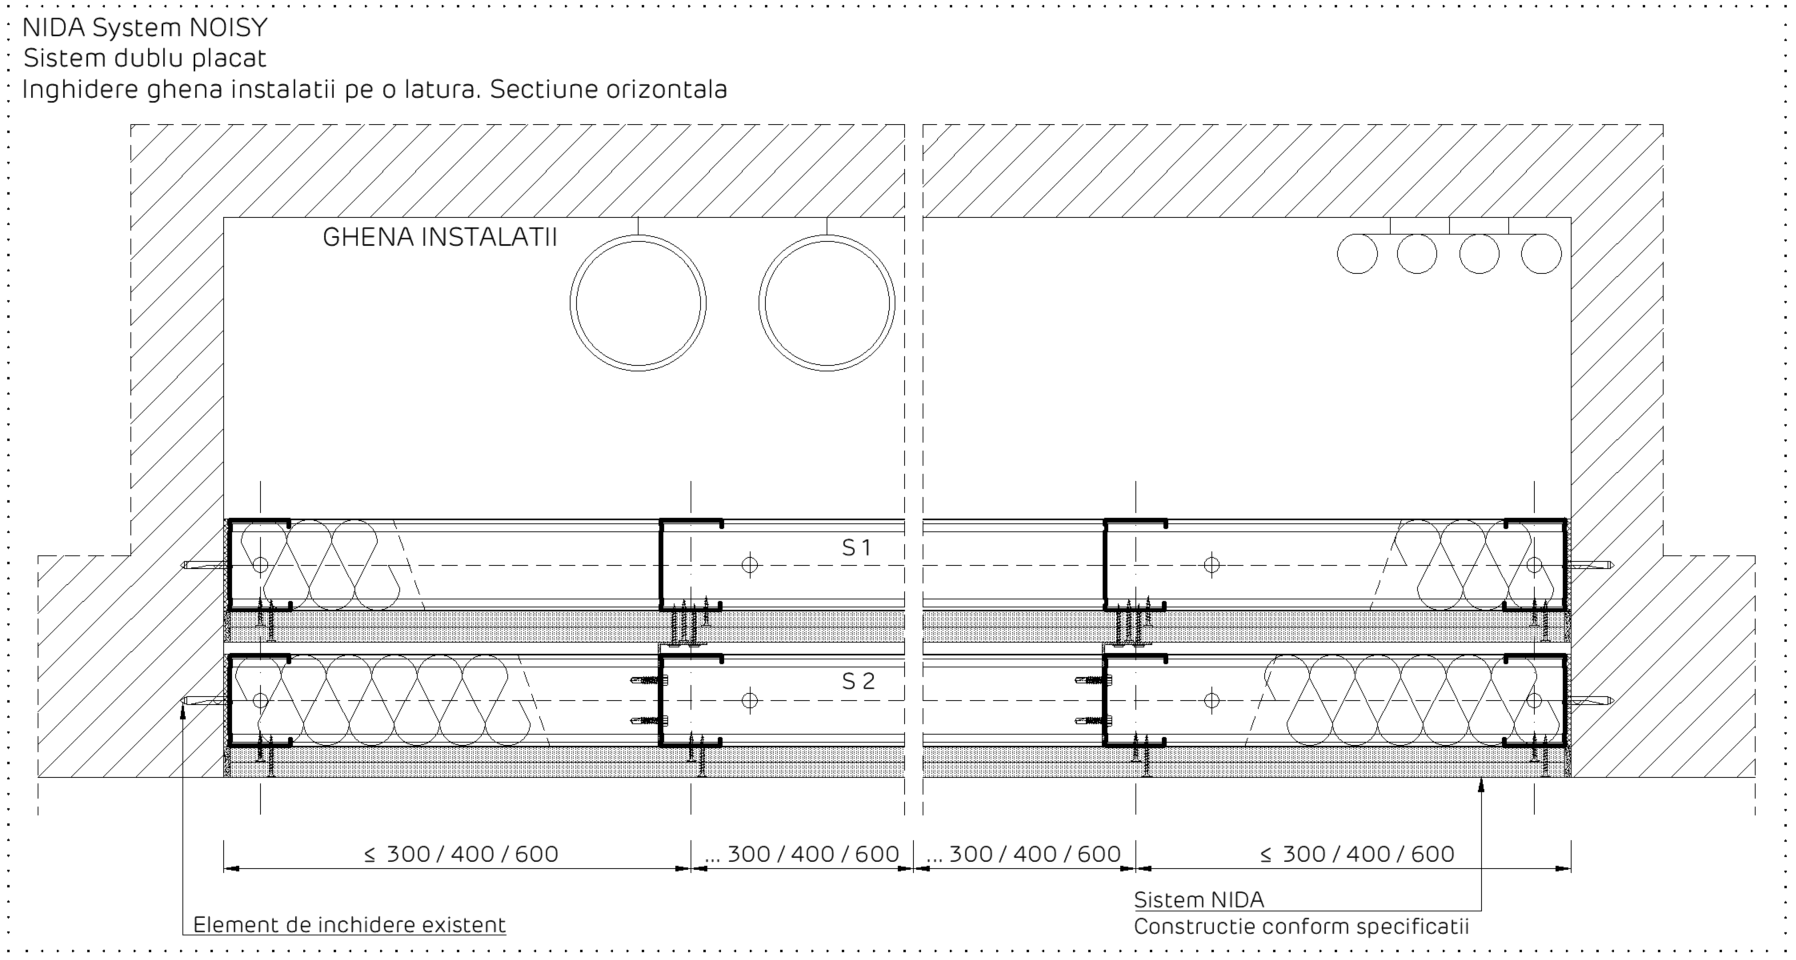 NIDA System NOISY
Sistem dublu placat
Inghidere ghena instalatii pe o latura. Sectiune orizontala
GHENA INSTALATII
S 1
S 2
≤ 300 / 400 / 600
... 300 / 400 / 600
... 300 / 400 / 600
≤ 300 / 400 / 600
Sistem NIDA
Element de inchidere existent
Constructie conform specificatii